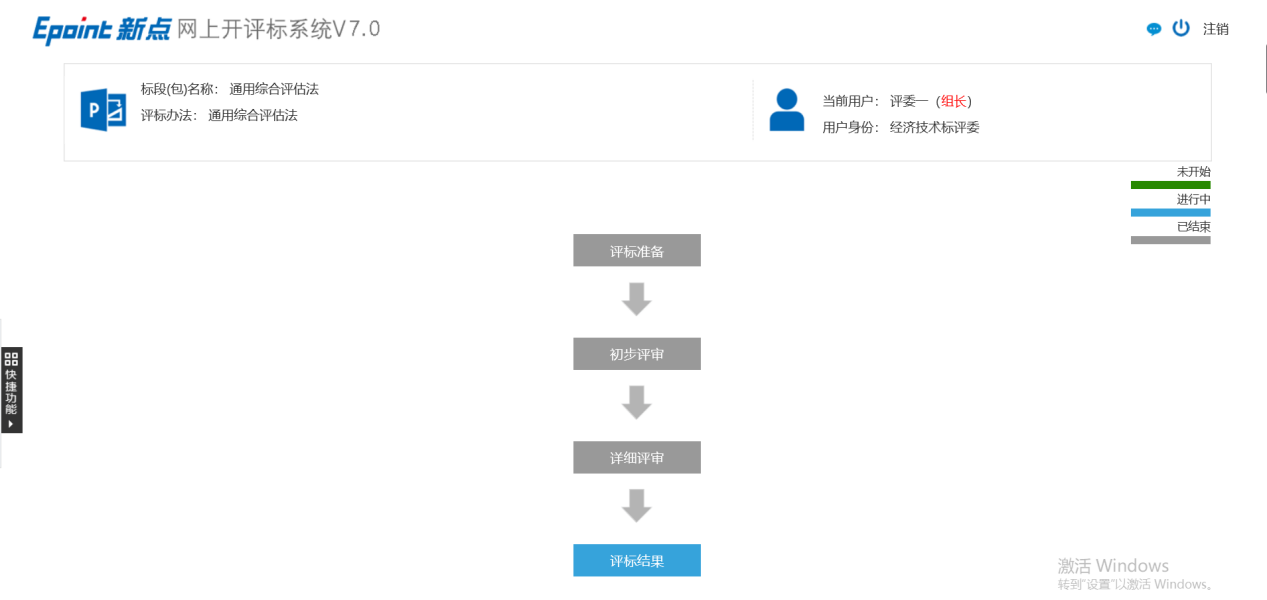 Epoint 新点 网上开评标系统V7.0
注销
标段(包)名称： 通用综合评估法
评标办法： 通用综合评估法
P
当前用户： 评委一 (组长)
用户身份： 经济技术标评委
未开始
进行中
已结束
评标准备
初步评审
快捷功能
详细评审
评标结果
激活 Windows
转到"设置"以激活 Windows。